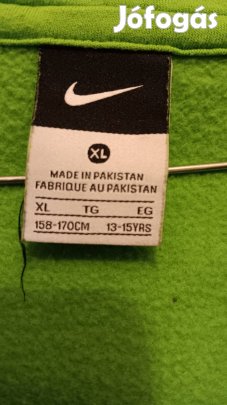 Jófogás
XL
MADE IN PAKISTAN
FABRIQUE AU PAKISTAN
XL TG EG
158-170CM 13-15YRS